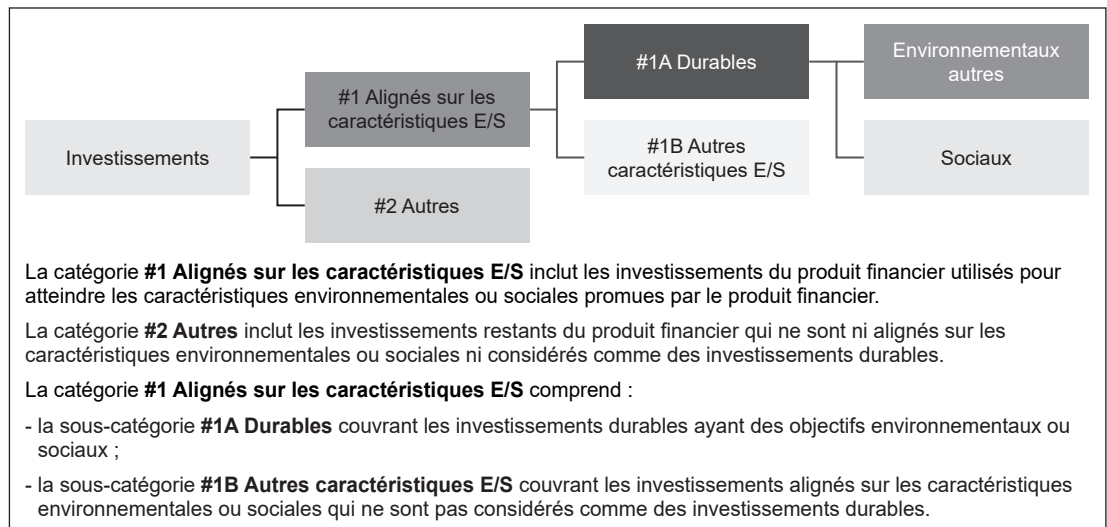 #1A Durables
Environnementaux
autres
#1 Alignés sur les
caractéristiques E/S
Investissements
#1B Autres
caractéristiques E/S
Sociaux
#2 Autres
La catégorie #1 Alignés sur les caractéristiques E/S inclut les investissements du produit financier utilisés pour
atteindre les caractéristiques environnementales ou sociales promues par le produit financier.
La catégorie #2 Autres inclut les investissements restants du produit financier qui ne sont ni alignés sur les
caractéristiques environnementales ou sociales ni considérés comme des investissements durables.
La catégorie #1 Alignés sur les caractéristiques E/S comprend :
- la sous-catégorie #1A Durables couvrant les investissements durables ayant des objectifs environnementaux ou
sociaux ;
- la sous-catégorie #1B Autres caractéristiques E/S couvrant les investissements alignés sur les caractéristiques
environnementales ou sociales qui ne sont pas considérés comme des investissements durables.